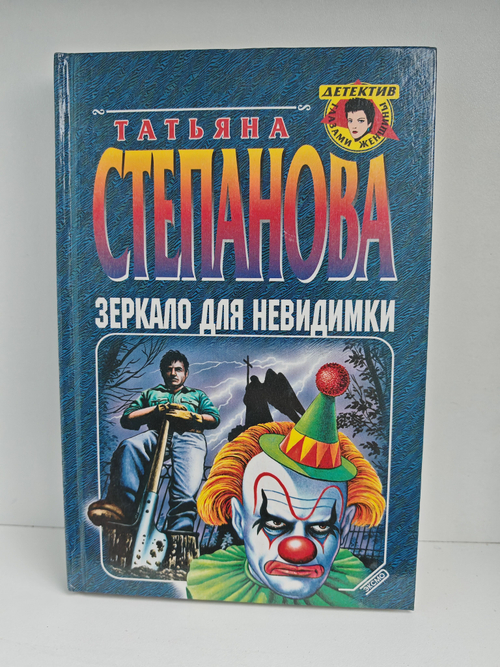 ДЕТЕКТИВ
ГЛАЗАМИ ЖЕНЩИНЫ
ТАТЬЯНА
СТЕПАНОВА
ЗЕРКАЛО ДЛЯ НЕВИДИМКИ
ЭКСМО